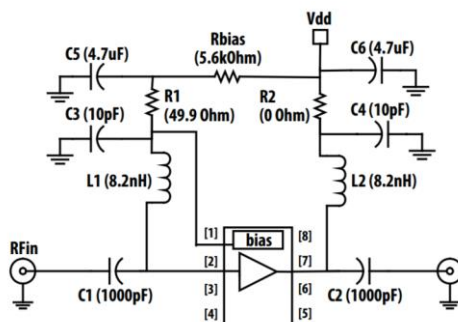 Vdd
C5 (4.7uF)
Rbias
(5.6kOhm)
C6 (4.7uF)
R1
(49.9 Ohm)
R2
(0 Ohm)
C3 (10pF)
C4 (10pF)
L1 (8.2nH)
L2 (8.2nH)
RFin
[1]
bias
[8]
[2]
[7]
[3]
[6]
[4]
[5]
C1 (1000pF)
C2 (1000pF)